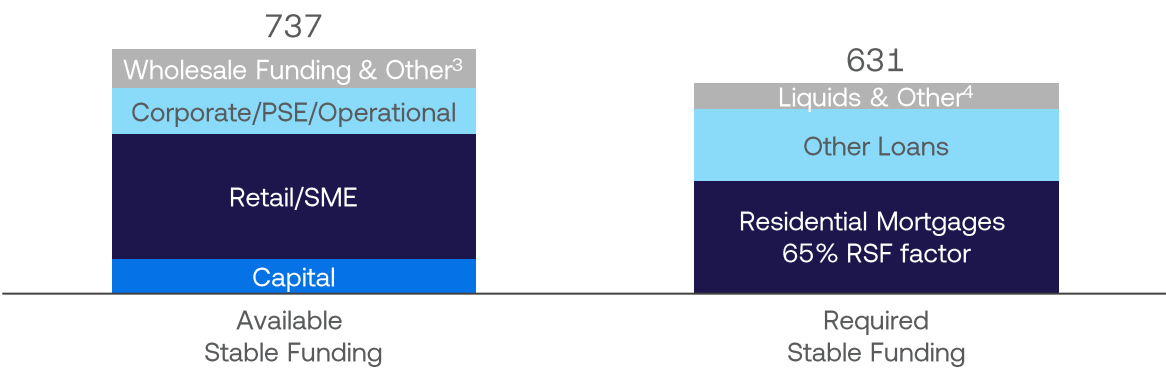 737
Wholesale Funding & Other³
Corporate/PSE/Operational
Retail/SME
Capital
Available
Stable Funding
631
Liquids & Other⁴
Other Loans
Residential Mortgages
65% RSF factor
Required
Stable Funding